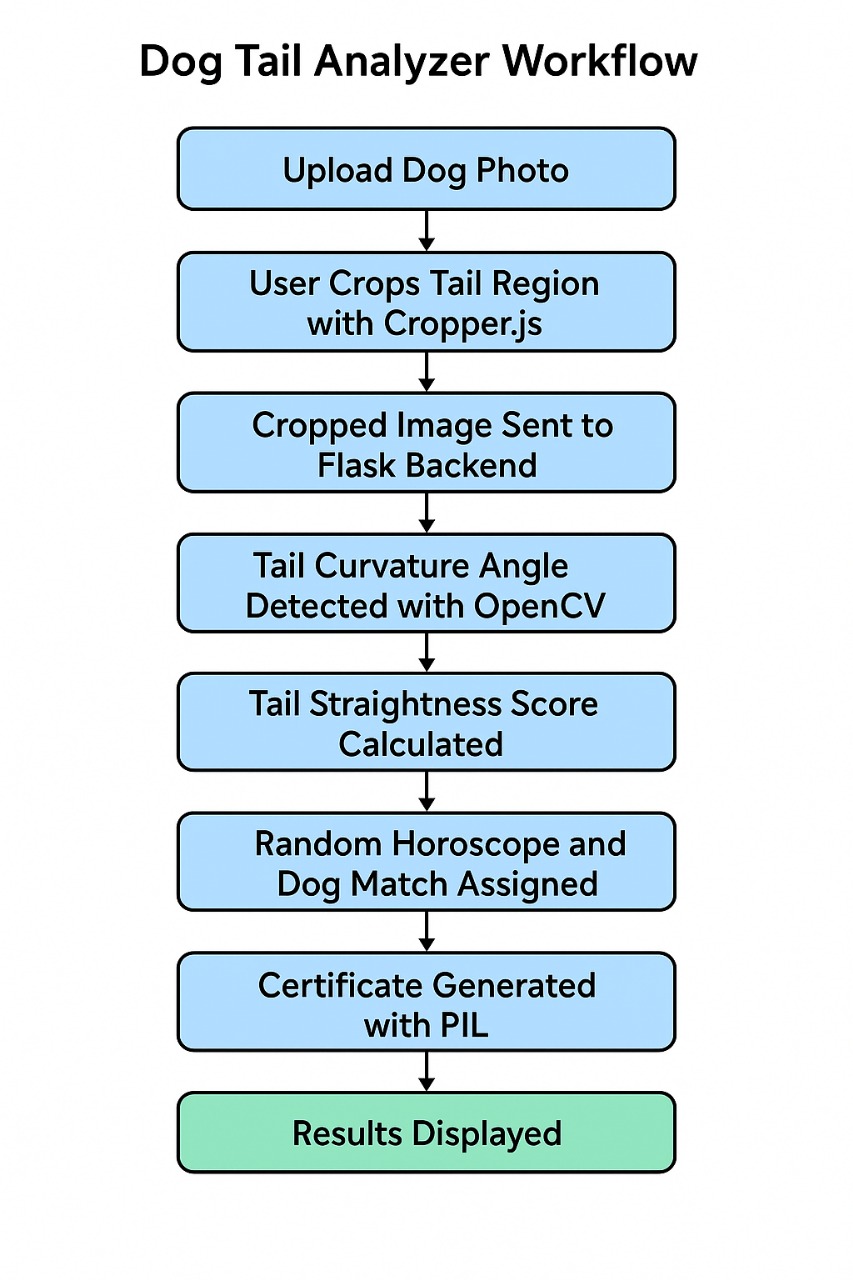 Dog Tail Analyzer Workflow
Upload Dog Photo
User Crops Tail Region
with Cropper.js
Cropped Image Sent to
Flask Backend
Tail Curvature Angle
Detected with OpenCV
Tail Straightness Score
Calculated
Random Horoscope and
Dog Match Assigned
Certificate Generated
with PIL
Results Displayed